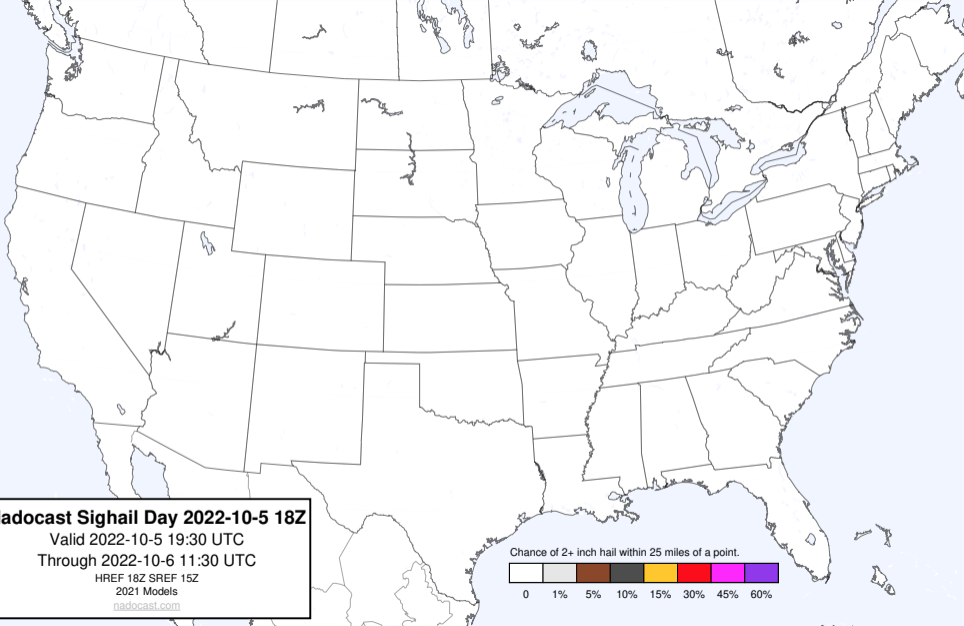 adocast Sighail Day 2022-10-5 18Z
Valid 2022-10-5 19:30 UTC
Through 2022-10-6 11:30 UTC
HREF 18Z SREF 15Z
2021 Models
nadocast.com
Chance of 2+ inch hail within 25 miles of a point.
0 1% 5% 10% 15% 30% 45% 60%